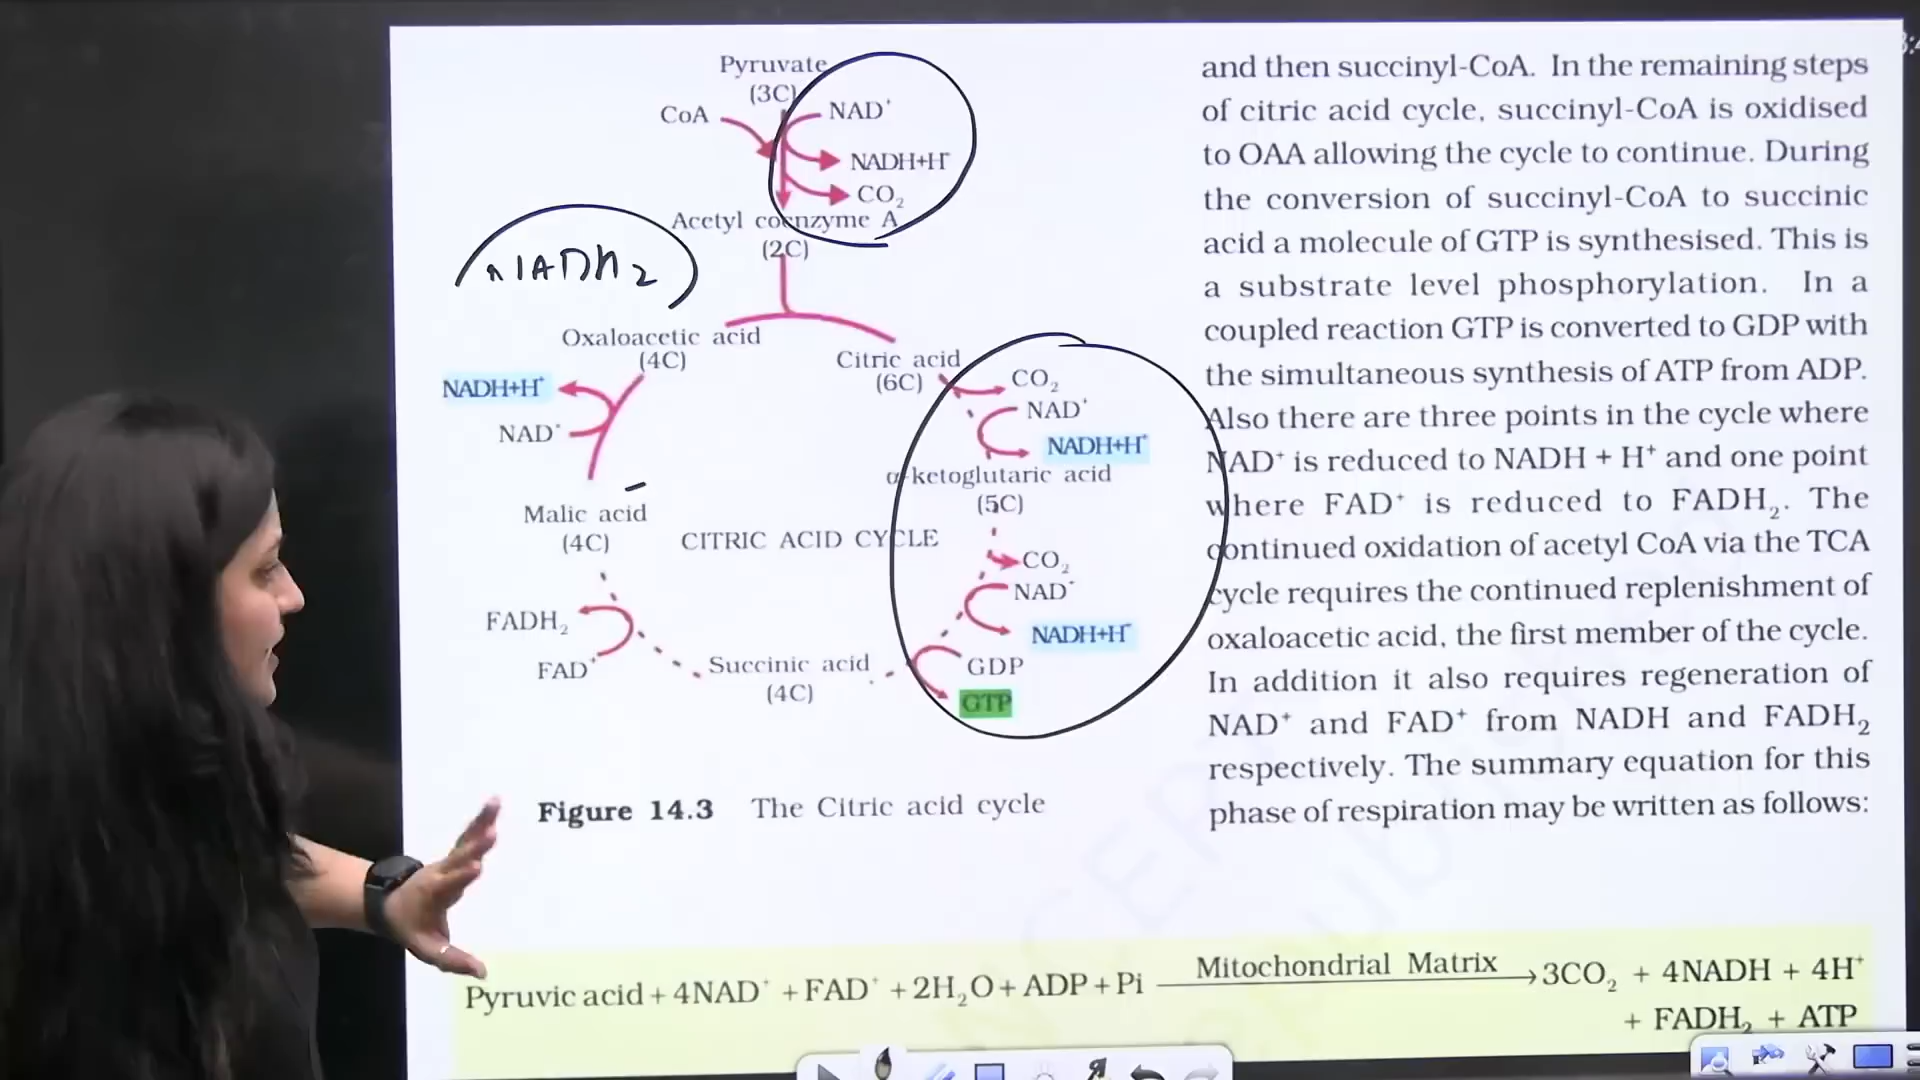 Pyruvate
(3C)
CoA
NAD⁺
NADH+H⁺
CO₂
Acetyl coenzyme A
(2C)
NADH₂
Oxaloacetic acid
(4C)
Citric acid
(6C)
NADH+H⁺
NAD⁺
CO₂
NAD⁺
NADH+H⁺
α-ketoglutaric acid
(5C)
Malic acid
(4C)
CITRIC ACID CYCLE
CO₂
NAD⁺
NADH+H⁺
FADH₂
FAD⁺
Succinic acid
(4C)
GDP
GTP
Figure 14.3 The Citric acid cycle
and then succinyl-CoA. In the remaining steps
of citric acid cycle, succinyl-CoA is oxidised
to OAA allowing the cycle to continue. During
the conversion of succinyl-CoA to succinic
acid a molecule of GTP is synthesised. This is
a substrate level phosphorylation. In a
coupled reaction GTP is converted to GDP with
the simultaneous synthesis of ATP from ADP.
Also there are three points in the cycle where
NAD⁺ is reduced to NADH + H⁺ and one point
where FAD⁺ is reduced to FADH₂. The
continued oxidation of acetyl CoA via the TCA
cycle requires the continued replenishment of
oxaloacetic acid, the first member of the cycle.
In addition it also requires regeneration of
NAD⁺ and FAD⁺ from NADH and FADH₂
respectively. The summary equation for this
phase of respiration may be written as follows:
Pyruvic acid + 4NAD⁺ + FAD⁺ + 2H₂O + ADP + Pi Mitochondrial Matrix → 3CO₂ + 4NADH + 4H⁺
+ FADH₂ + ATP